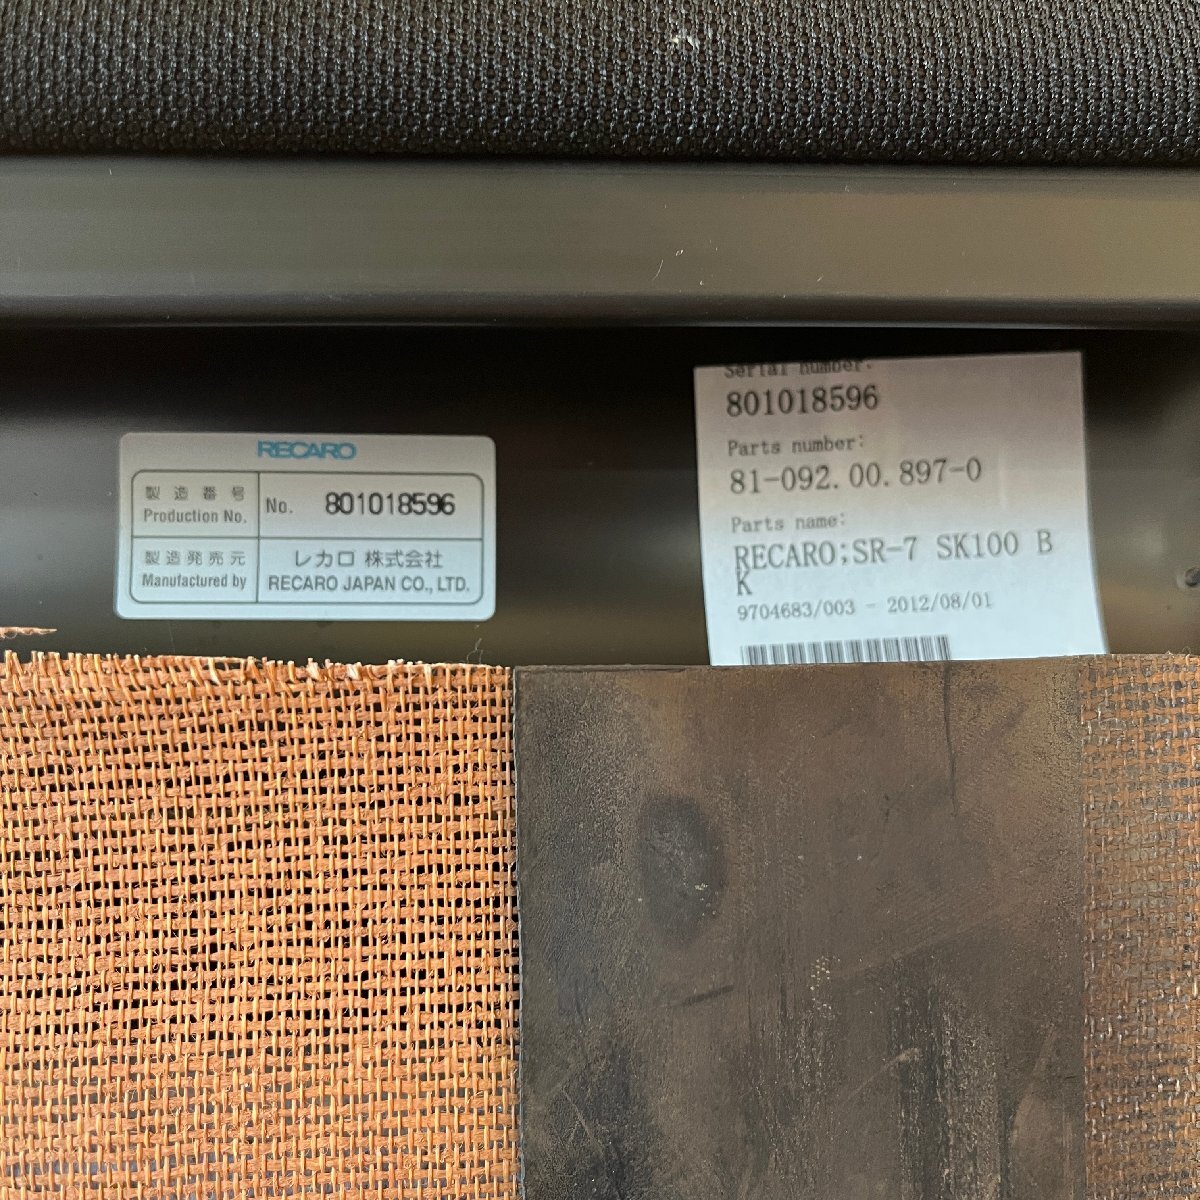 RECARO
製造番号
Production No.
No. 801018596
製造発売元
Manufactured by
レカロ 株式会社
RECARO JAPAN CO., LTD.
Serial number:
801018596
Parts number:
81-092.00.897-0
Parts name:
RECARO;SR-7 SK100 B
K
9704683/003 - 2012/08/01